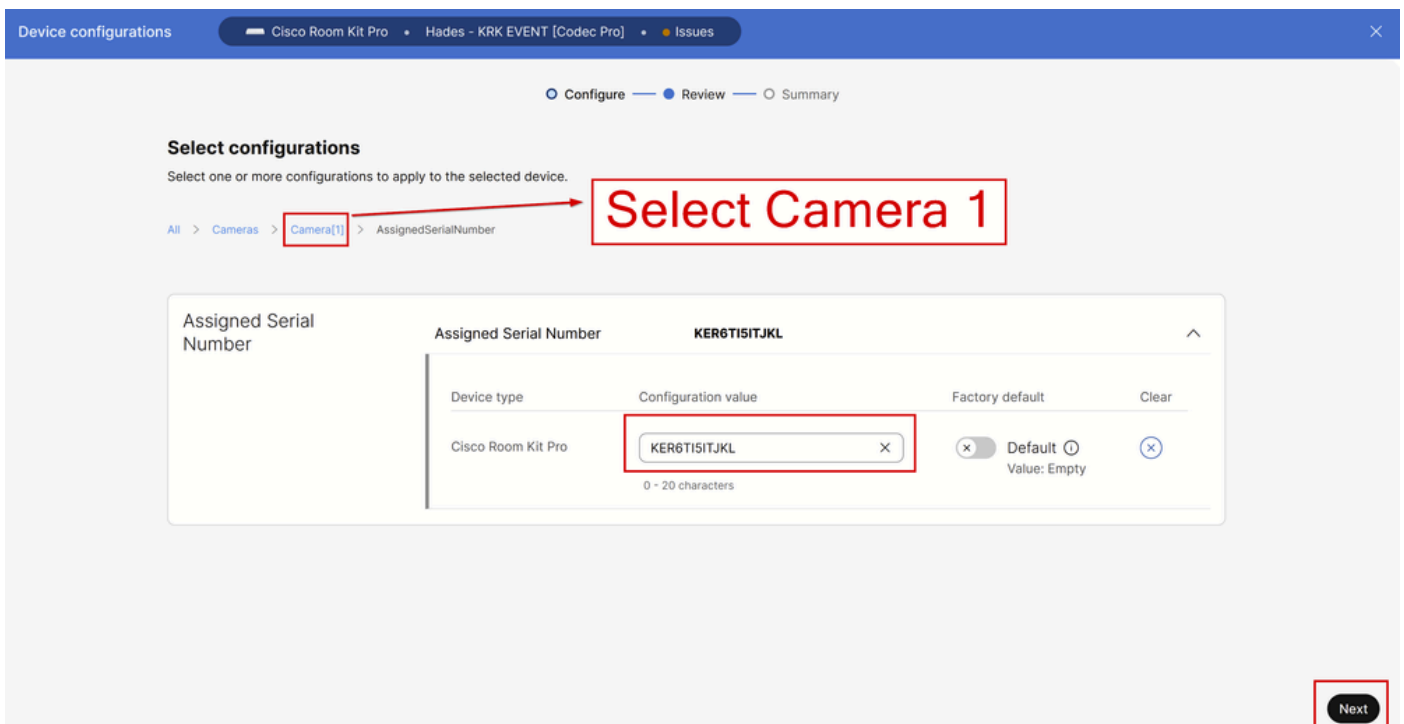 Device configurations Cisco Room Kit Pro • Hades - KRK EVENT [Codec Pro] • Issues
Configure Review Summary
Select configurations
Select one or more configurations to apply to the selected device.
Select Camera 1
All > Cameras > Camera[1] > AssignedSerialNumber
Assigned Serial
Number
Assigned Serial Number KER6TI5ITJKL
Device type Configuration value Factory default Clear
Cisco Room Kit Pro KER6TI5ITJKL Default
Value: Empty
0 - 20 characters
Next